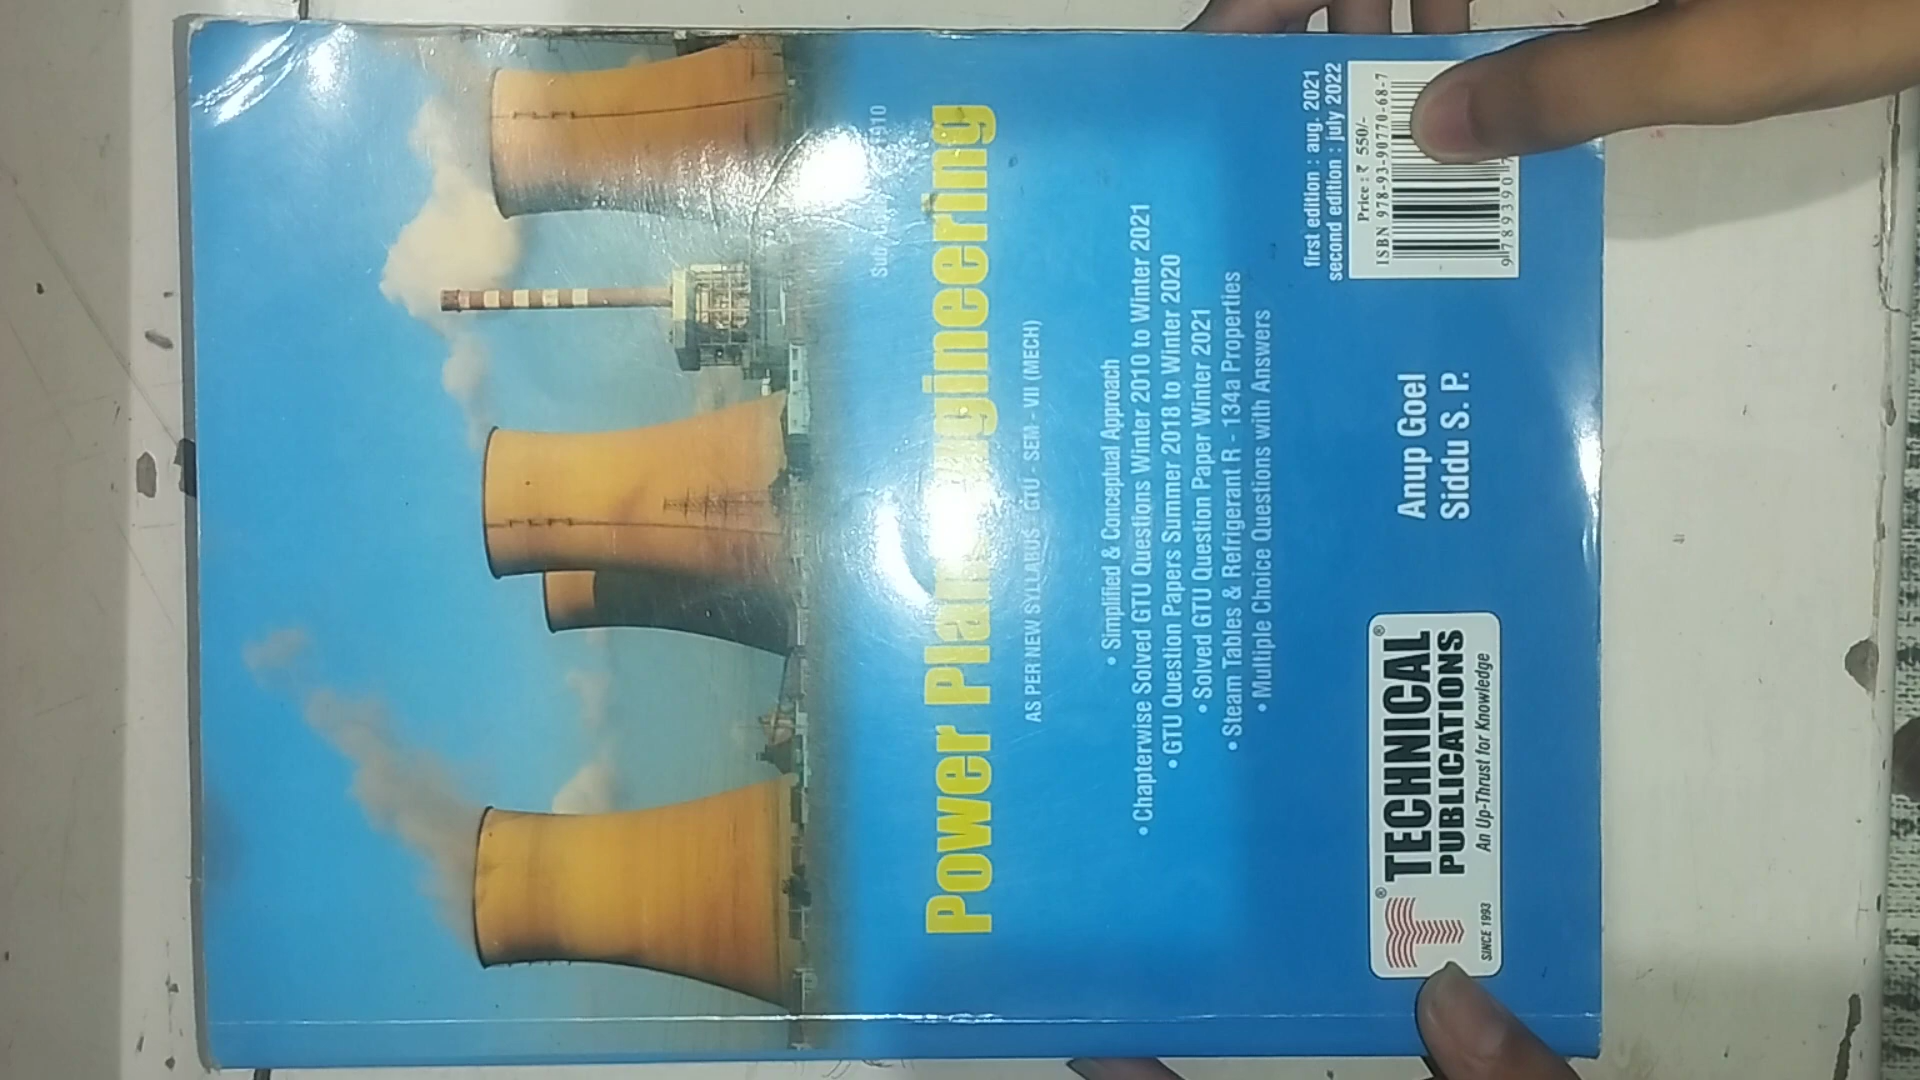 Power Plant Engineering
AS PER NEW SYLLABUS - GTU - SEM - VII (MECH)
• Simplified & Conceptual Approach
• Chapterwise Solved GTU Questions Winter 2010 to Winter 2021
• GTU Question Papers Summer 2018 to Winter 2020
• Solved GTU Question Paper Winter 2021
• Steam Tables & Refrigerant R - 134a Properties
• Multiple Choice Questions with Answers
first edition : aug. 2021
second edition : july 2022
Price : ₹ 550/-
ISBN 978-93-90770-68-7
9 789390
Anup Goel
Siddu S. P.
TECHNICAL®
PUBLICATIONS
SINCE 1993 An Up-Thrust for Knowledge